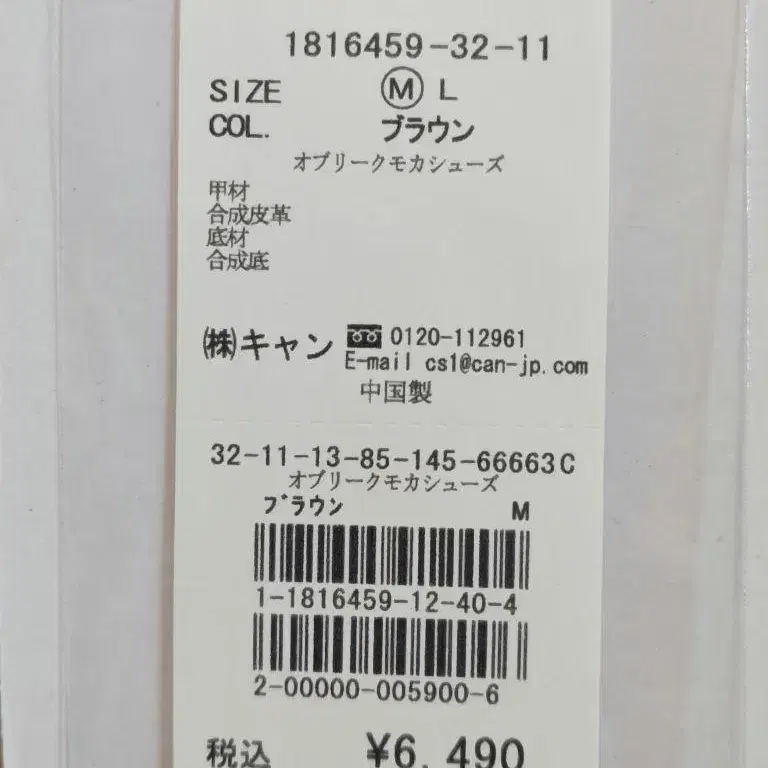 1816459-32-11
SIZE Ⓜ L
COL. ブラウン
オブリークモカシューズ
甲材
合成皮革
底材
合成底
㈱キャン 0120-112961
E-mail cs1@can-jp.com
中国製
32-11-13-85-145-66663C
オブリークモカシューズ
ブラウン M
1-1816459-12-40-4
2-00000-005900-6
税込 ¥6,490